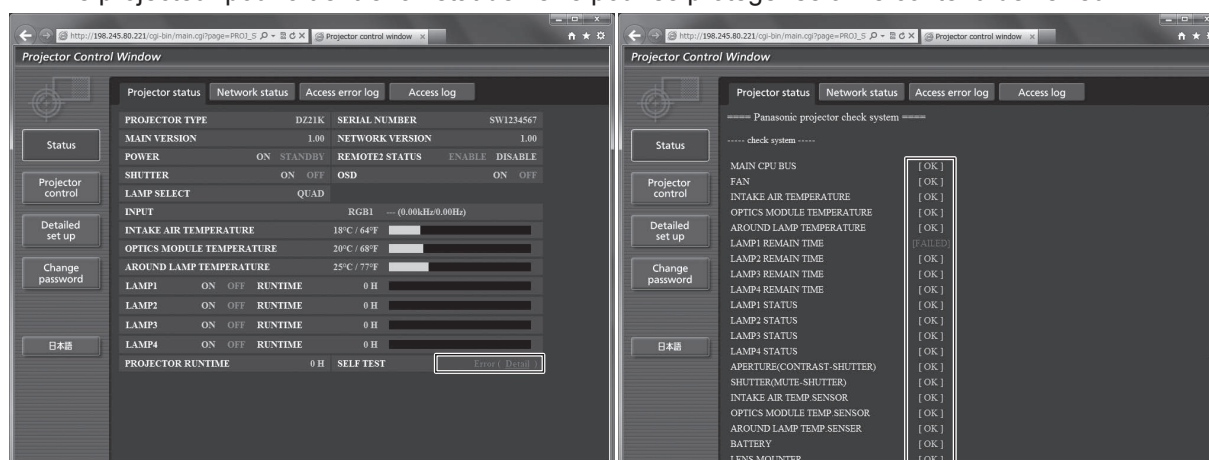 http://198.245.80.221/cgi-bin/main.cgi?page=PROJ_S
Projector control window
Projector Control Window
Projector status Network status Access error log Access log
Status
Projector control
Detailed set up
Change password
日本語
PROJECTOR TYPE DZ21K SERIAL NUMBER SW1234567
MAIN VERSION 1.00 NETWORK VERSION 1.00
POWER ON STANDBY REMOTE2 STATUS ENABLE DISABLE
SHUTTER ON OFF OSD ON OFF
LAMP SELECT QUAD
INPUT RGB1 --- (0.00kHz/0.00Hz)
INTAKE AIR TEMPERATURE 18°C / 64°F
OPTICS MODULE TEMPERATURE 20°C / 68°F
AROUND LAMP TEMPERATURE 25°C / 77°F
LAMP1 ON OFF RUNTIME 0 H
LAMP2 ON OFF RUNTIME 0 H
LAMP3 ON OFF RUNTIME 0 H
LAMP4 ON OFF RUNTIME 0 H
PROJECTOR RUNTIME 0 H SELF TEST Error ( Detail )
http://198.245.80.221/cgi-bin/main.cgi?page=PROJ_S
Projector control window
Projector Control Window
Projector status Network status Access error log Access log
Status
Projector control
Detailed set up
Change password
日本語
==== Panasonic projector check system ====
----- check system -----
MAIN CPU BUS [ OK ]
FAN [ OK ]
INTAKE AIR TEMPERATURE [ OK ]
OPTICS MODULE TEMPERATURE [ OK ]
AROUND LAMP TEMPERATURE [ OK ]
LAMP1 REMAIN TIME [FAILED]
LAMP2 REMAIN TIME [ OK ]
LAMP3 REMAIN TIME [ OK ]
LAMP4 REMAIN TIME [ OK ]
LAMP1 STATUS [ OK ]
LAMP2 STATUS [ OK ]
LAMP3 STATUS [ OK ]
LAMP4 STATUS [ OK ]
APERTURE(CONTRAST-SHUTTER) [ OK ]
SHUTTER(MUTE-SHUTTER) [ OK ]
INTAKE AIR TEMP.SENSOR [ OK ]
OPTICS MODULE TEMP.SENSOR [ OK ]
AROUND LAMP TEMP.SENSER [ OK ]
BATTERY [ OK ]
LENS MOUNTER [ OK ]